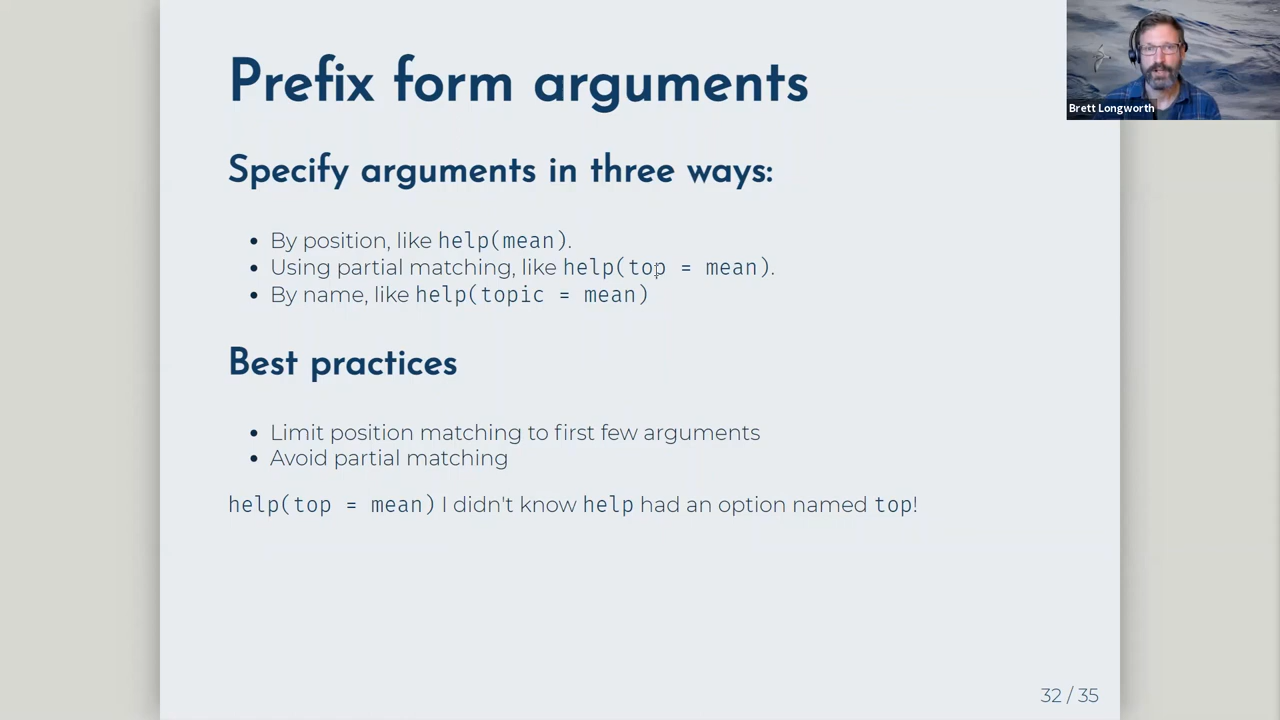 Prefix form arguments
Brett Longworth
Specify arguments in three ways:
• By position, like help(mean).
• Using partial matching, like help(top = mean).
• By name, like help(topic = mean)
Best practices
• Limit position matching to first few arguments
• Avoid partial matching
help(top = mean) I didn't know help had an option named top!
32 / 35